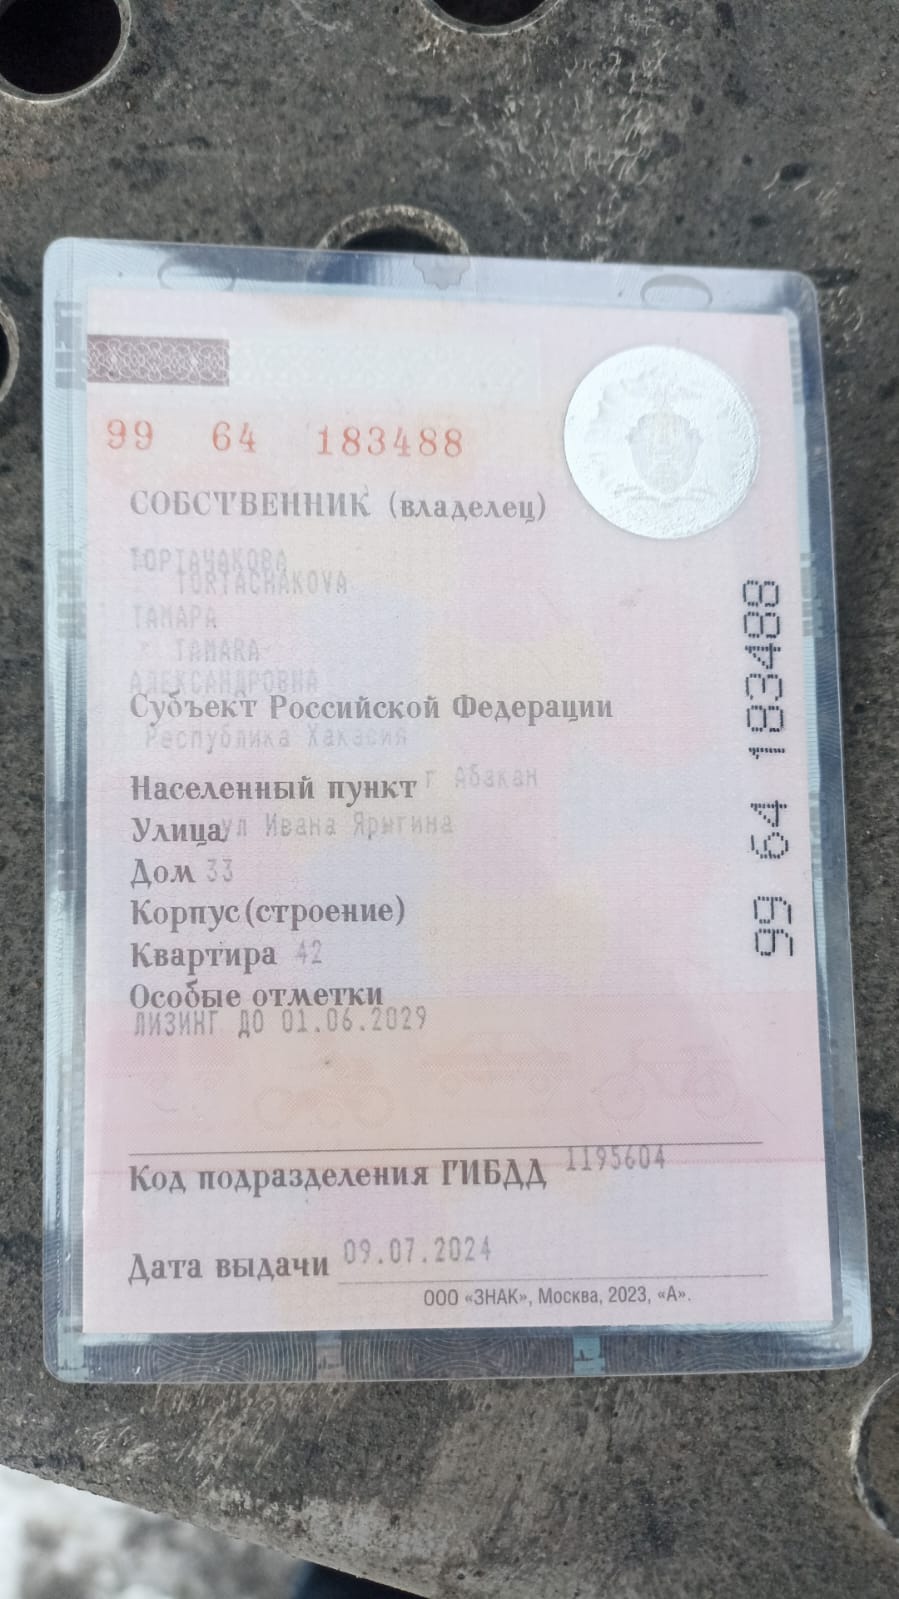 99 64 183488
СОБСТВЕННИК (владелец)
ТОРТАЧАКОВА
TORTACHAKOVA
ТАМАРА
TAMARA
АЛЕКСАНДРОВНА
Субъект Российской Федерации
Республика Хакасия
Населенный пункт г Абакан
Улица ул Ивана Ярыгина
Дом 33
Корпус (строение)
Квартира 42
Особые отметки
ЛИЗИНГ ДО 01.06.2029
Код подразделения ГИБДД 1195604
Дата выдачи 09.07.2024
ООО «ЗНАК», Москва, 2023, «А».
99 64 183488